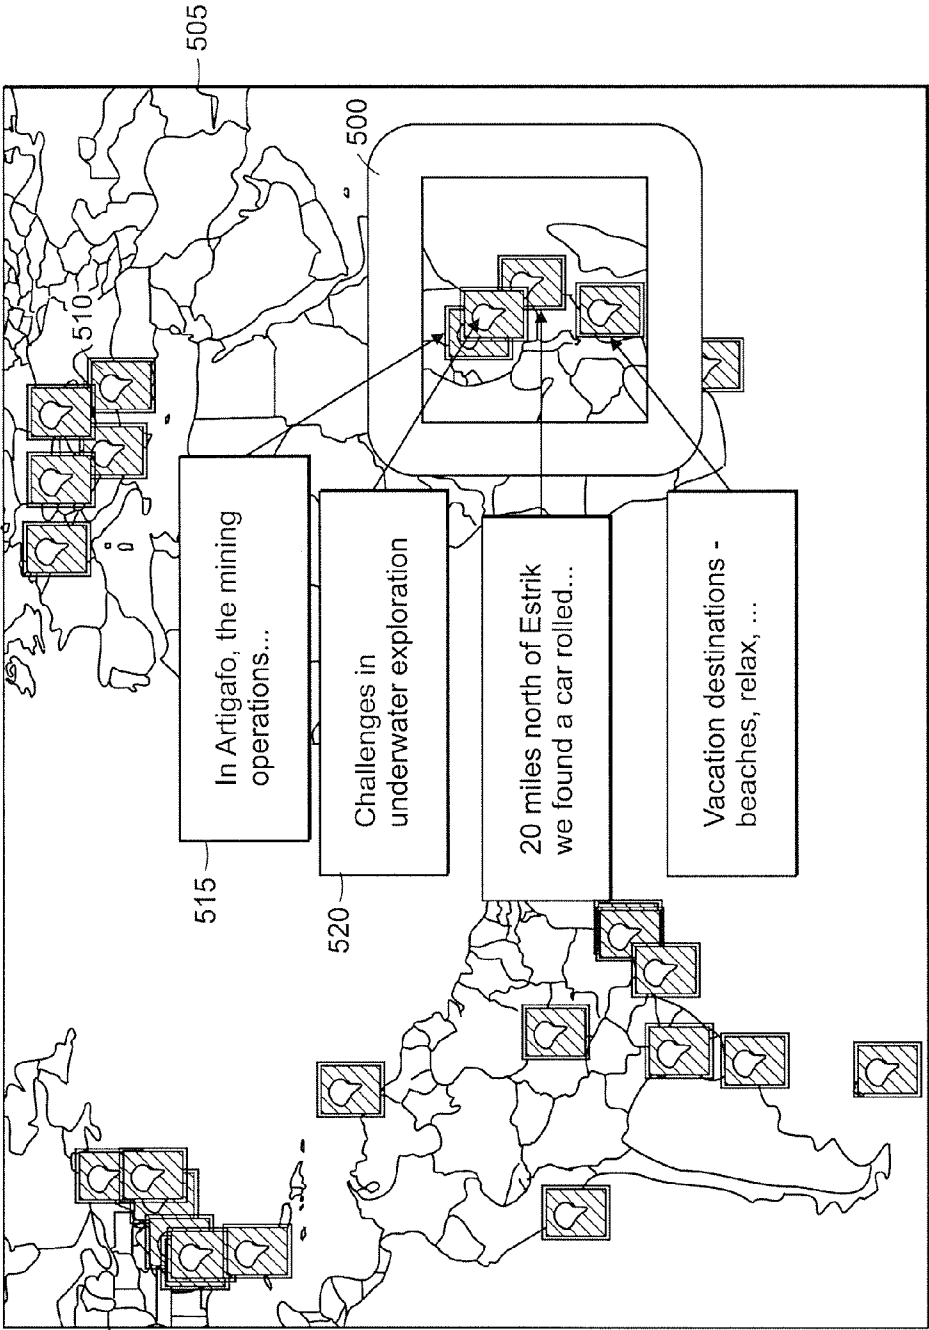 505
500
510
In Artigafo, the mining
operations...
515
Challenges in
underwater exploration
520
20 miles north of Estrik
we found a car rolled...
Vacation destinations -
beaches, relax, ...